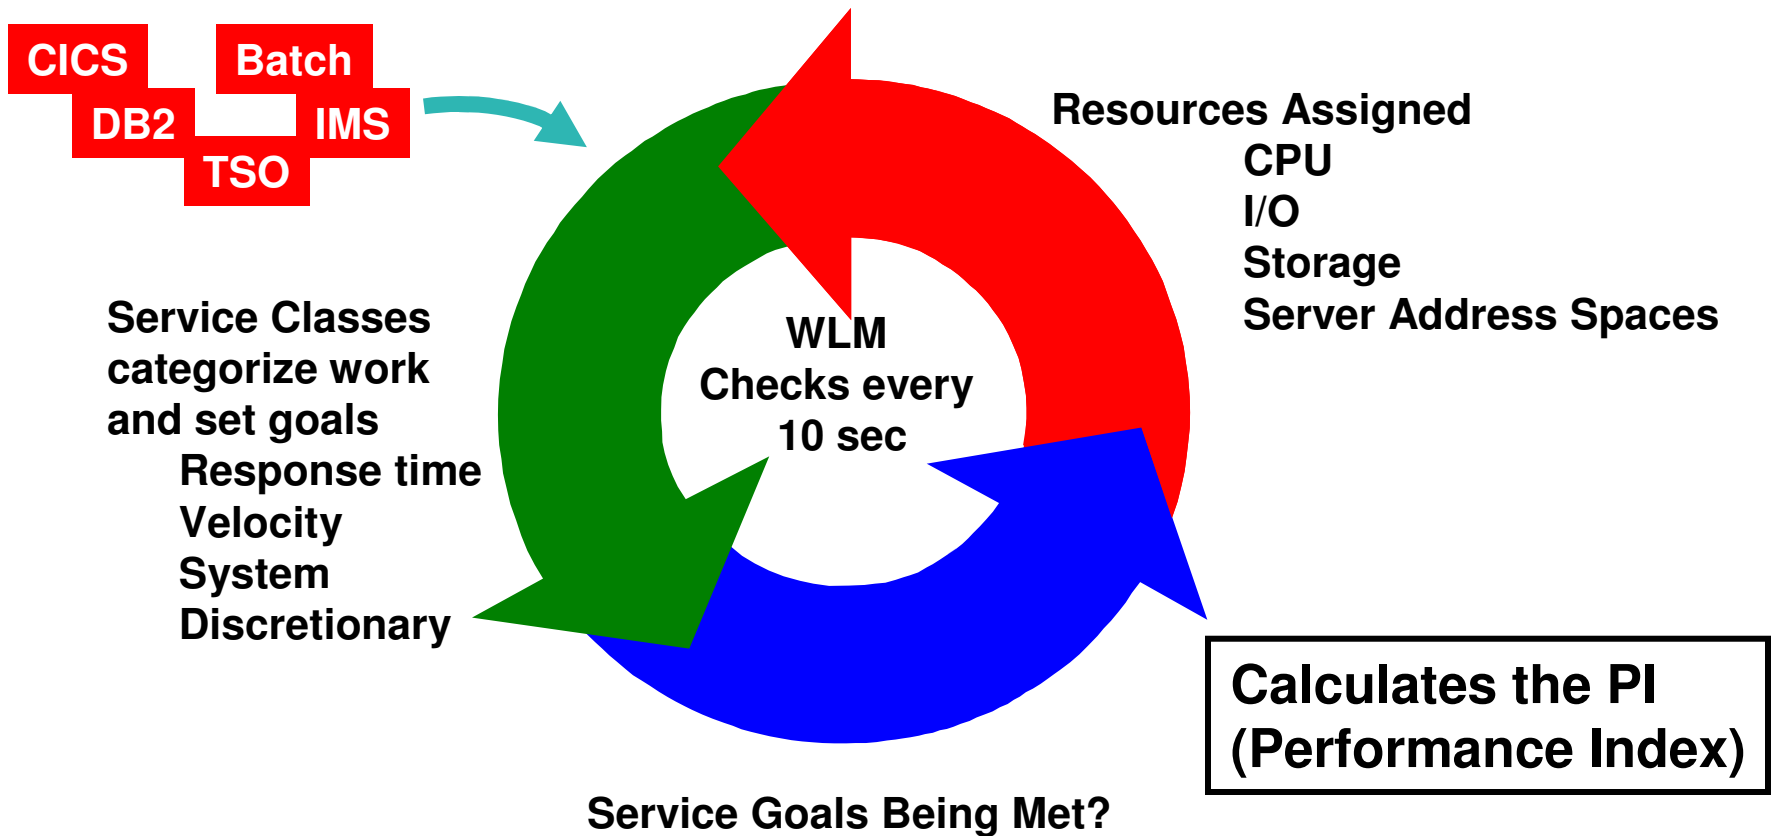 CICS
Batch
DB2
IMS
TSO
Resources Assigned
CPU
I/O
Storage
Server Address Spaces
Service Classes
categorize work
and set goals
Response time
Velocity
System
Discretionary
WLM
Checks every
10 sec
Calculates the PI
(Performance Index)
Service Goals Being Met?